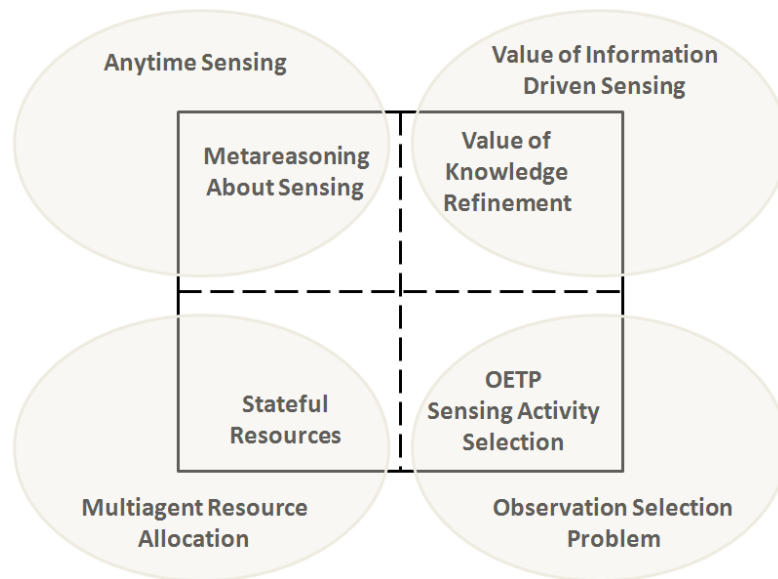 Anytime Sensing
Value of Information
Driven Sensing
Metareasoning
About Sensing
Value of
Knowledge
Refinement
Stateful
Resources
OETP
Sensing Activity
Selection
Multiagent Resource
Allocation
Observation Selection
Problem